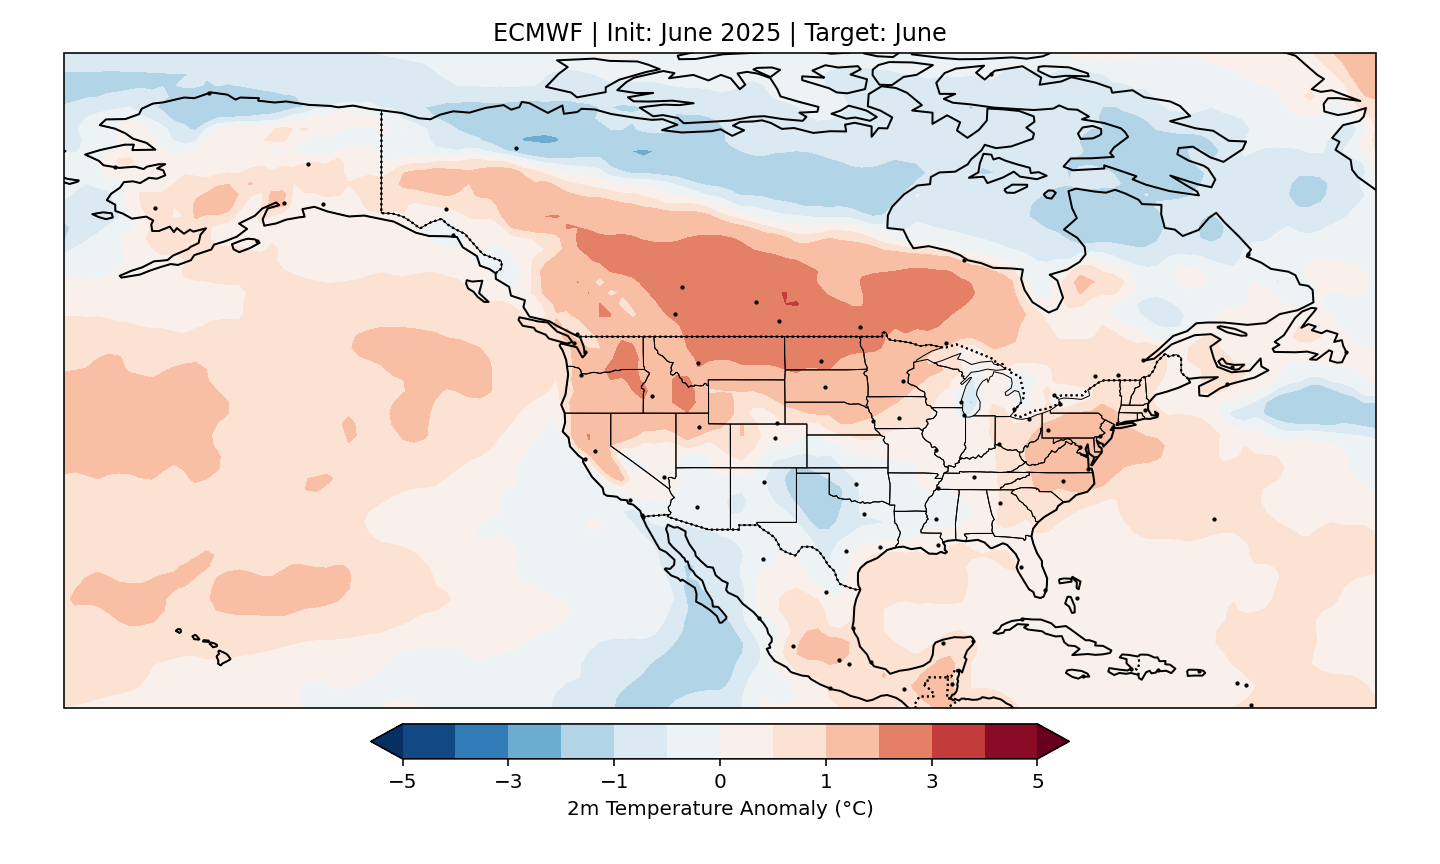 ECMWF | Init: June 2025 | Target: June
−5 −3 −1 0 1 3 5
2m Temperature Anomaly (°C)